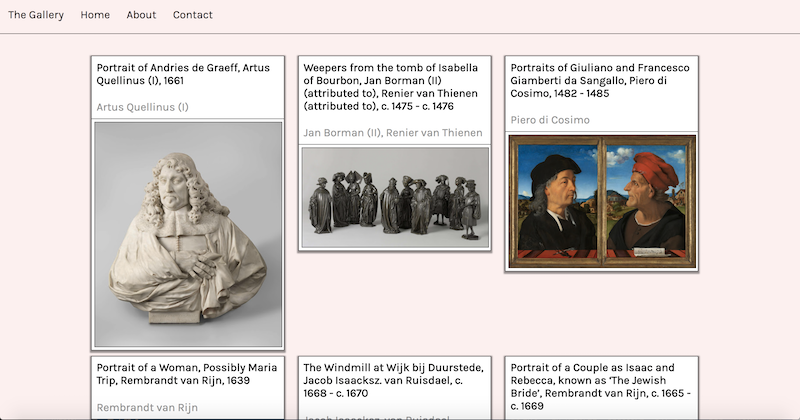 The Gallery Home About Contact
Portrait of Andries de Graeff, Artus
Quellinus (I), 1661
Artus Quellinus (I)
Weepers from the tomb of Isabella
of Bourbon, Jan Borman (II)
(attributed to), Renier van Thienen
(attributed to), c. 1475 - c. 1476
Jan Borman (II), Renier van Thienen
Portraits of Giuliano and Francesco
Giamberti da Sangallo, Piero di
Cosimo, 1482 - 1485
Piero di Cosimo
Portrait of a Woman, Possibly Maria
Trip, Rembrandt van Rijn, 1639
Rembrandt van Rijn
The Windmill at Wijk bij Duurstede,
Jacob Isaacksz. van Ruisdael, c.
1668 - c. 1670
Jacob Isaacksz. van Ruisdael
Portrait of a Couple as Isaac and
Rebecca, known as ‘The Jewish
Bride’, Rembrandt van Rijn, c. 1665 -
c. 1669